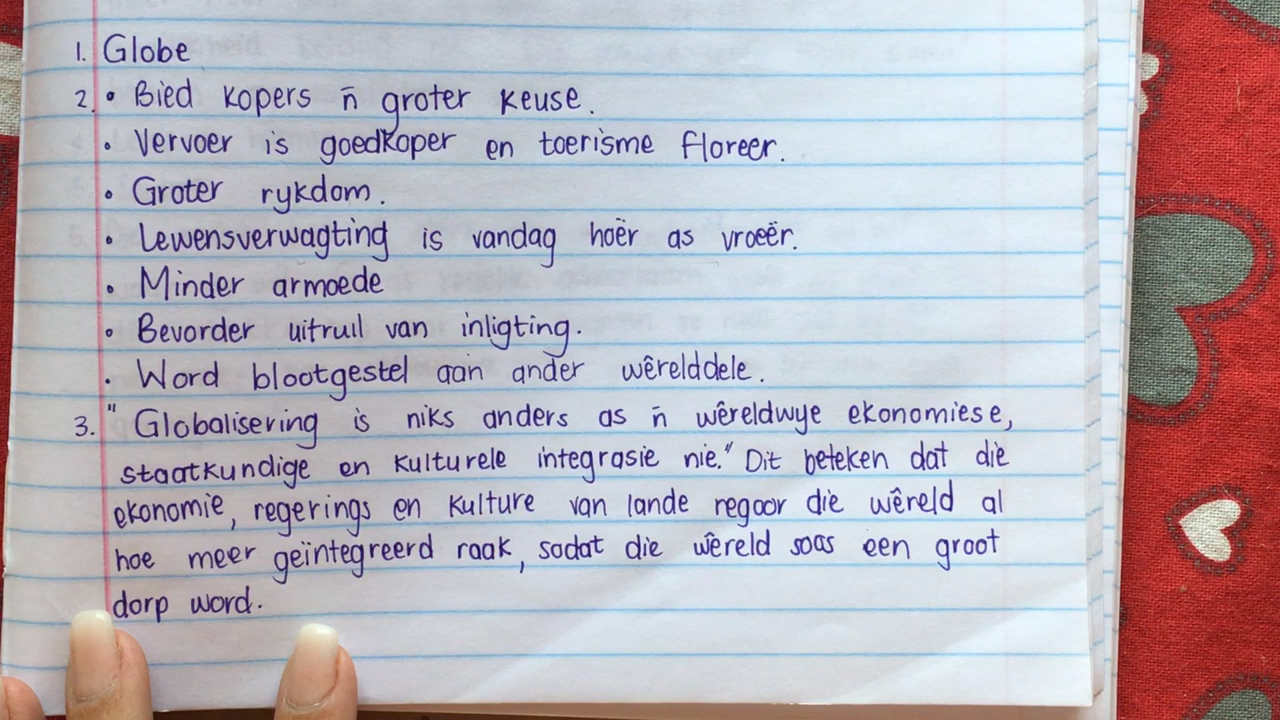 1. Globe
2. • Bied kopers ñ groter keuse.
• Vervoer is goedkoper en toerisme floreer.
• Groter rykdom.
• Lewensverwagting is vandag hoër as vroeër.
• Minder armoede
• Bevorder uitruil van inligting.
• Word blootgestel aan ander wêrelddele.
3. "Globalisering is niks anders as ñ wêreldwye ekonomiese,
staatkundige en kulturele integrasie nie." Dit beteken dat die
ekonomie, regerings en kulture van lande regoor die wêreld al
hoe meer geïntegreerd raak, sodat die wêreld soos een groot
dorp word.